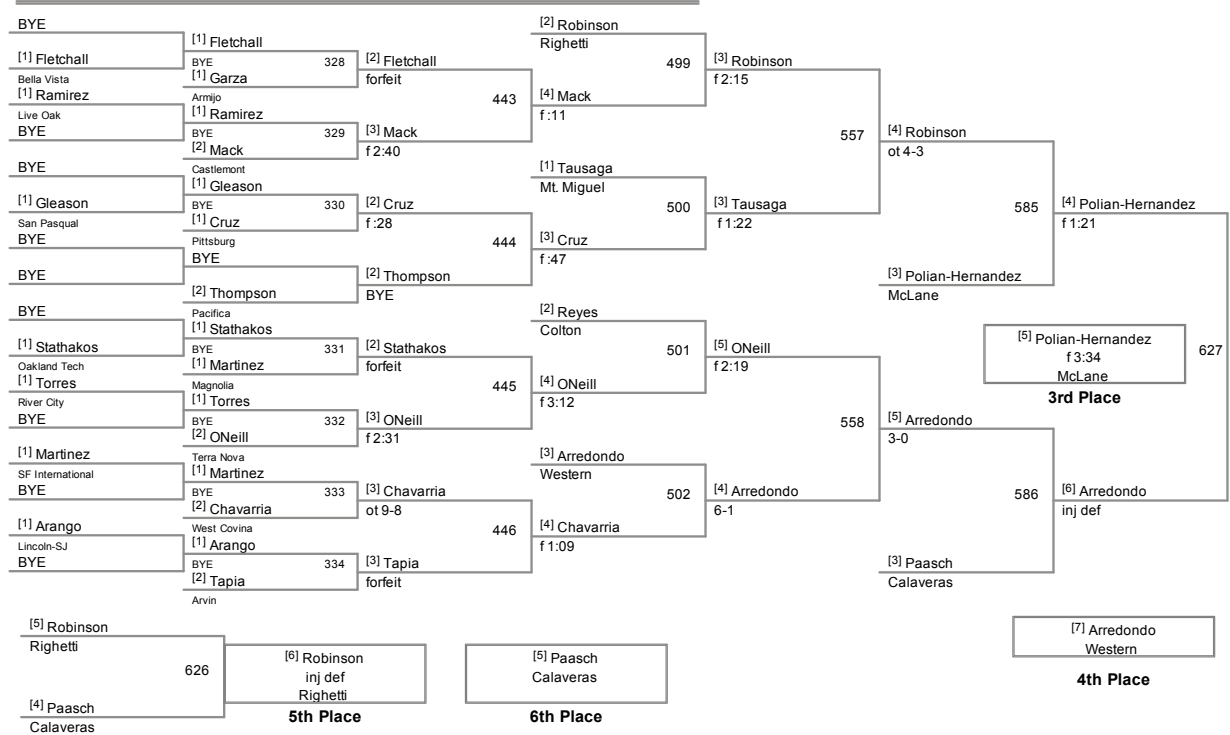 BYE
[1] Fletchall
Bella Vista
[1] Ramirez
Live Oak
BYE
BYE
[1] Gleason
San Pasqual
BYE
BYE
BYE
[1] Stathakos
Oakland Tech
[1] Torres
River City
BYE
[1] Martinez
SF International
BYE
[1] Arango
Lincoln-SJ
BYE
[1] Fletchall
BYE 328
[1] Garza
Armijo
[1] Ramirez
BYE 329
[2] Mack
Castlemont
[1] Gleason
BYE 330
[1] Cruz
Pittsburg
BYE
[2] Thompson
Pacifica
[1] Stathakos
BYE 331
[1] Martinez
Magnolia
[1] Torres
BYE 332
[2] ONeill
Terra Nova
[1] Martinez
BYE 333
[2] Chavarria
West Covina
[1] Arango
BYE 334
[2] Tapia
Arvin
[2] Fletchall
forfeit
443
[3] Mack
f 2:40
[2] Cruz
f :28
444
[2] Thompson
BYE
[2] Stathakos
forfeit
445
[3] ONeill
f 2:31
[3] Chavarria
ot 9-8
446
[3] Tapia
forfeit
[2] Robinson
Righetti
499
[4] Mack
f :11
[1] Tausaga
Mt. Miguel
500
[3] Cruz
f :47
[2] Reyes
Colton
501
[4] ONeill
f 3:12
[3] Arredondo
Western
502
[4] Chavarria
f 1:09
[3] Robinson
f 2:15
557
[3] Tausaga
f 1:22
[5] ONeill
f 2:19
558
[4] Arredondo
6-1
[4] Robinson
ot 4-3
585
[3] Polian-Hernandez
McLane
[5] Arredondo
3-0
586
[3] Paasch
Calaveras
[4] Polian-Hernandez
f 1:21
627
[6] Arredondo
inj def
[5] Polian-Hernandez
f 3:34
McLane
3rd Place
[7] Arredondo
Western
4th Place
[5] Robinson
Righetti
626
[4] Paasch
Calaveras
[6] Robinson
inj def
Righetti
5th Place
[5] Paasch
Calaveras
6th Place